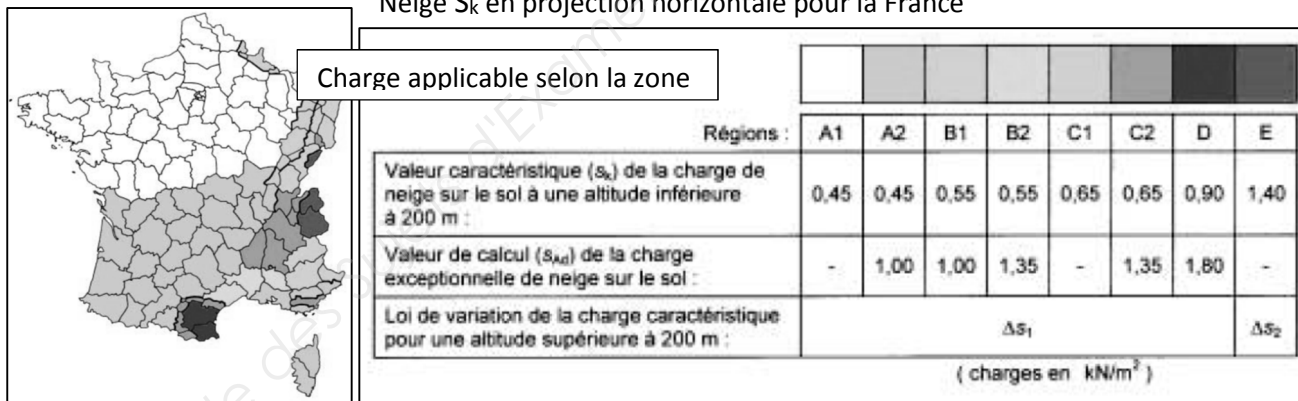 Neige Sk en projection horizontale pour la France
Charge applicable selon la zone
Régions : A1 A2 B1 B2 C1 C2 D E
Valeur caractéristique (sk) de la charge de
neige sur le sol à une altitude inférieure
à 200 m :
0,45 0,45 0,55 0,55 0,65 0,65 0,90 1,40
Valeur de calcul (sAd) de la charge
exceptionnelle de neige sur le sol :
- 1,00 1,00 1,35 - 1,35 1,80 -
Loi de variation de la charge caractéristique
pour une altitude supérieure à 200 m :
Δs1 Δs2
( charges en kN/m² )